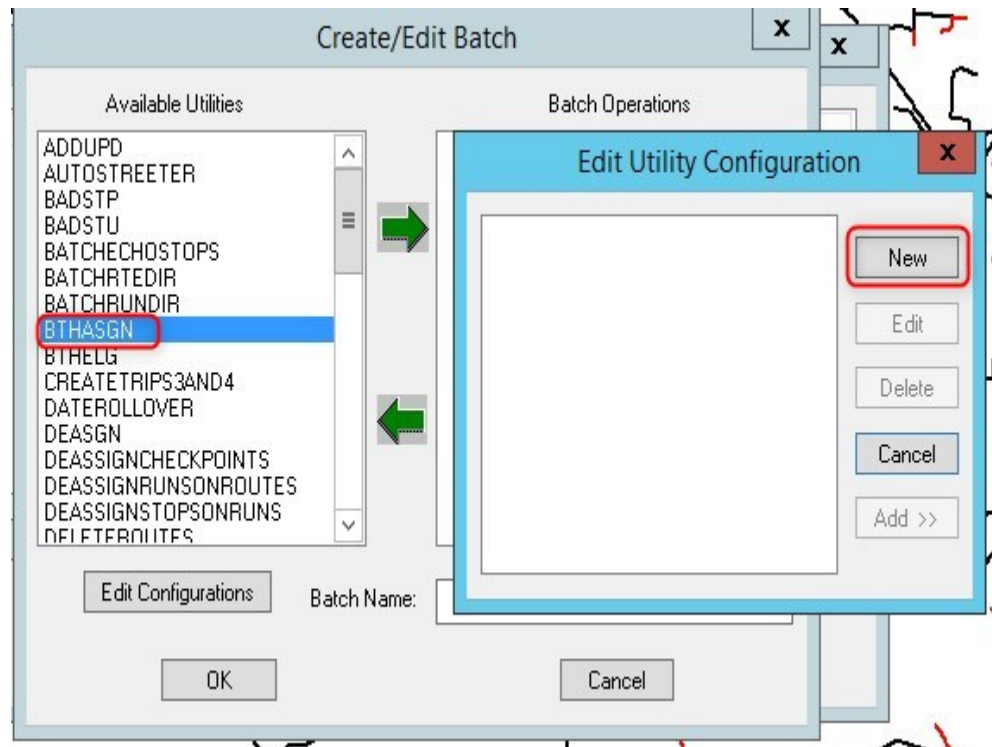 Create/Edit Batch
x
x
Available Utilities
Batch Operations
ADDUPD
AUTOSTREETER
BADSTP
BADSTU
BATCHECHOSTOPS
BATCHRTEDIR
BATCHRUNDIR
BTHASGN
BTHELG
CREATETRIPS3AND4
DATEROLLOVER
DEASGN
DEASSIGNCHECKPOINTS
DEASSIGNRUNSONROUTES
DEASSIGNSTOPSONRUNS
DELETEROUTES
Edit Utility Configuration
x
New
Edit
Delete
Cancel
Add >>
Edit Configurations
Batch Name:
OK
Cancel